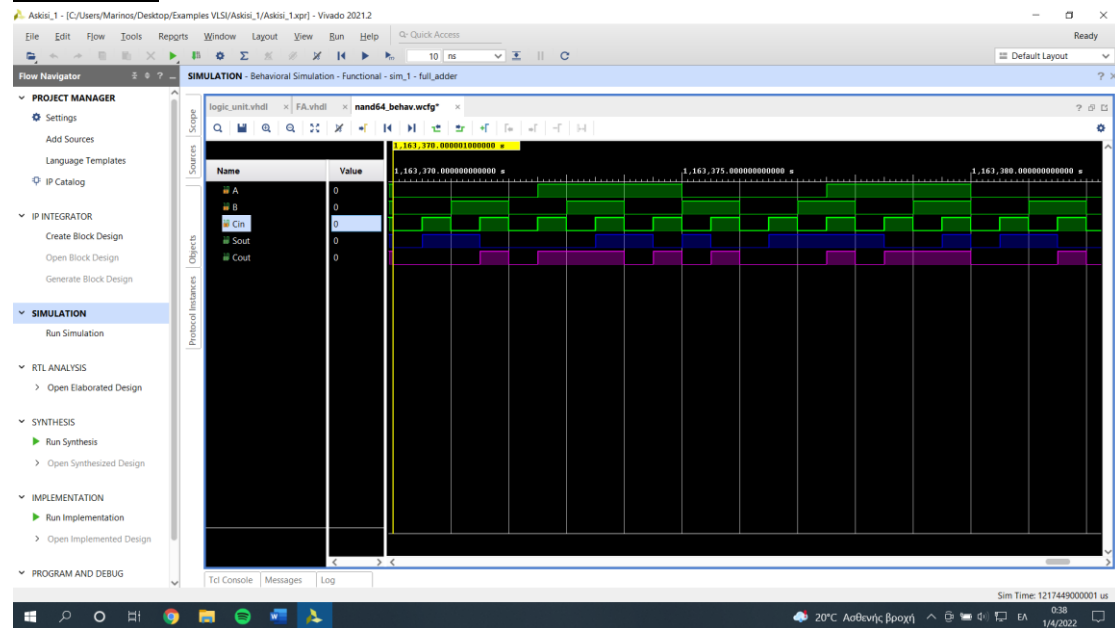 Askisi_1 - [C:/Users/Marinos/Desktop/Examples VLSI/Askisi_1/Askisi_1.xpr] - Vivado 2021.2
File Edit Flow Tools Reports Window Layout View Run Help Quick Access
Ready
10 ns
Default Layout
Flow Navigator
SIMULATION - Behavioral Simulation - Functional - sim_1 - full_adder
PROJECT MANAGER
Settings
Add Sources
Language Templates
IP Catalog
IP INTEGRATOR
Create Block Design
Open Block Design
Generate Block Design
SIMULATION
Run Simulation
RTL ANALYSIS
Open Elaborated Design
SYNTHESIS
Run Synthesis
Open Synthesized Design
IMPLEMENTATION
Run Implementation
Open Implemented Design
PROGRAM AND DEBUG
Scope
Sources
Objects
Protocol Instances
logic_unit.vhdl FA.vhdl nand64_behav.wcfg*
1,163,370.000001000000 s
Name Value 1,163,370.000000000000 s 1,163,375.000000000000 s 1,163,380.000000000000 s
A 0
B 0
Cin 0
Sout 0
Cout 0
Tcl Console Messages Log
Sim Time: 1217449000001 us
20°C Ασθενής βροχή ΕΛ 0:38
1/4/2022